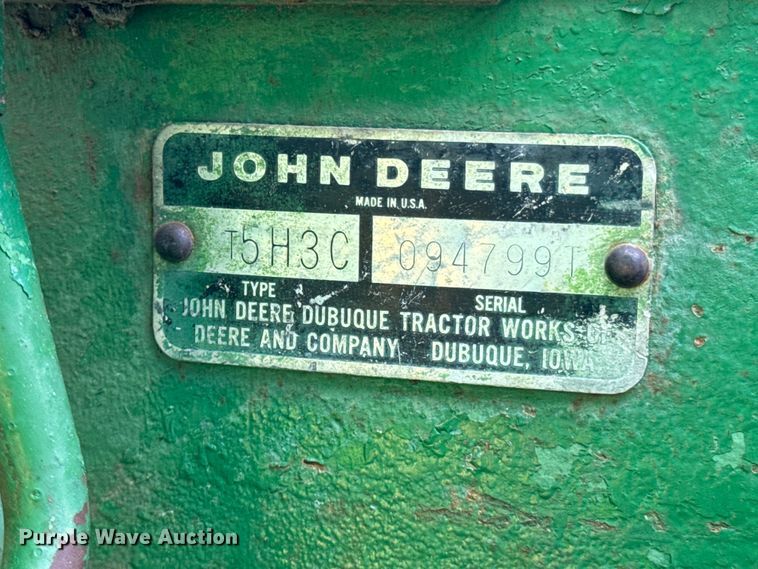 JOHN DEERE
MADE IN U.S.A.
T5H3C 094799T
TYPE SERIAL
JOHN DEERE DUBUQUE TRACTOR WORKS OF
DEERE AND COMPANY DUBUQUE, IOWA
Purple Wave Auction